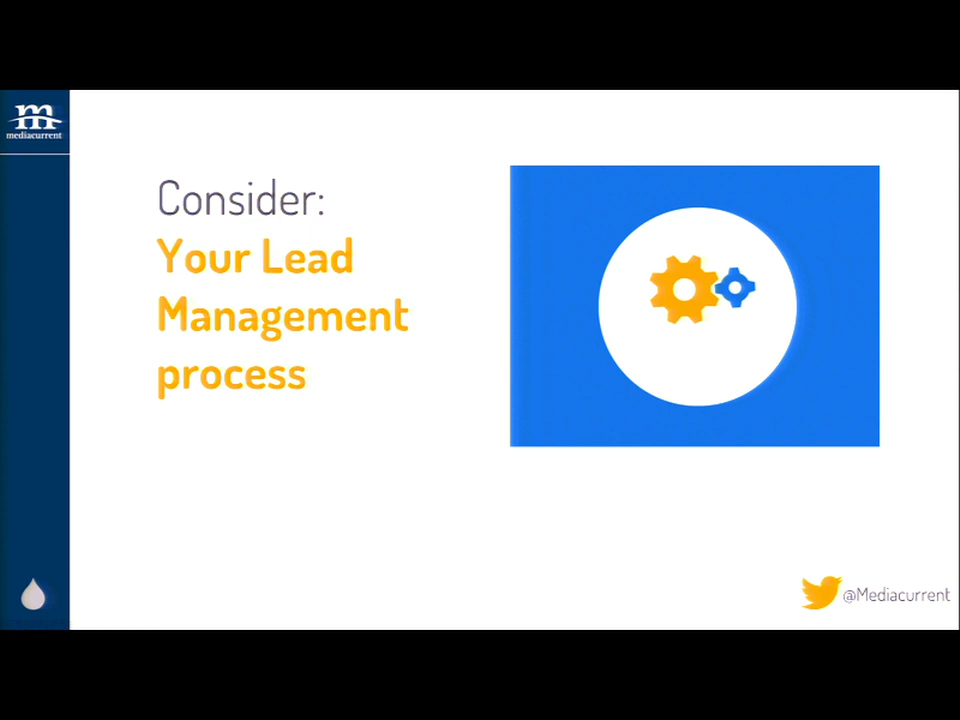 mediacurrent
Consider:
Your Lead
Management
process
@Mediacurrent